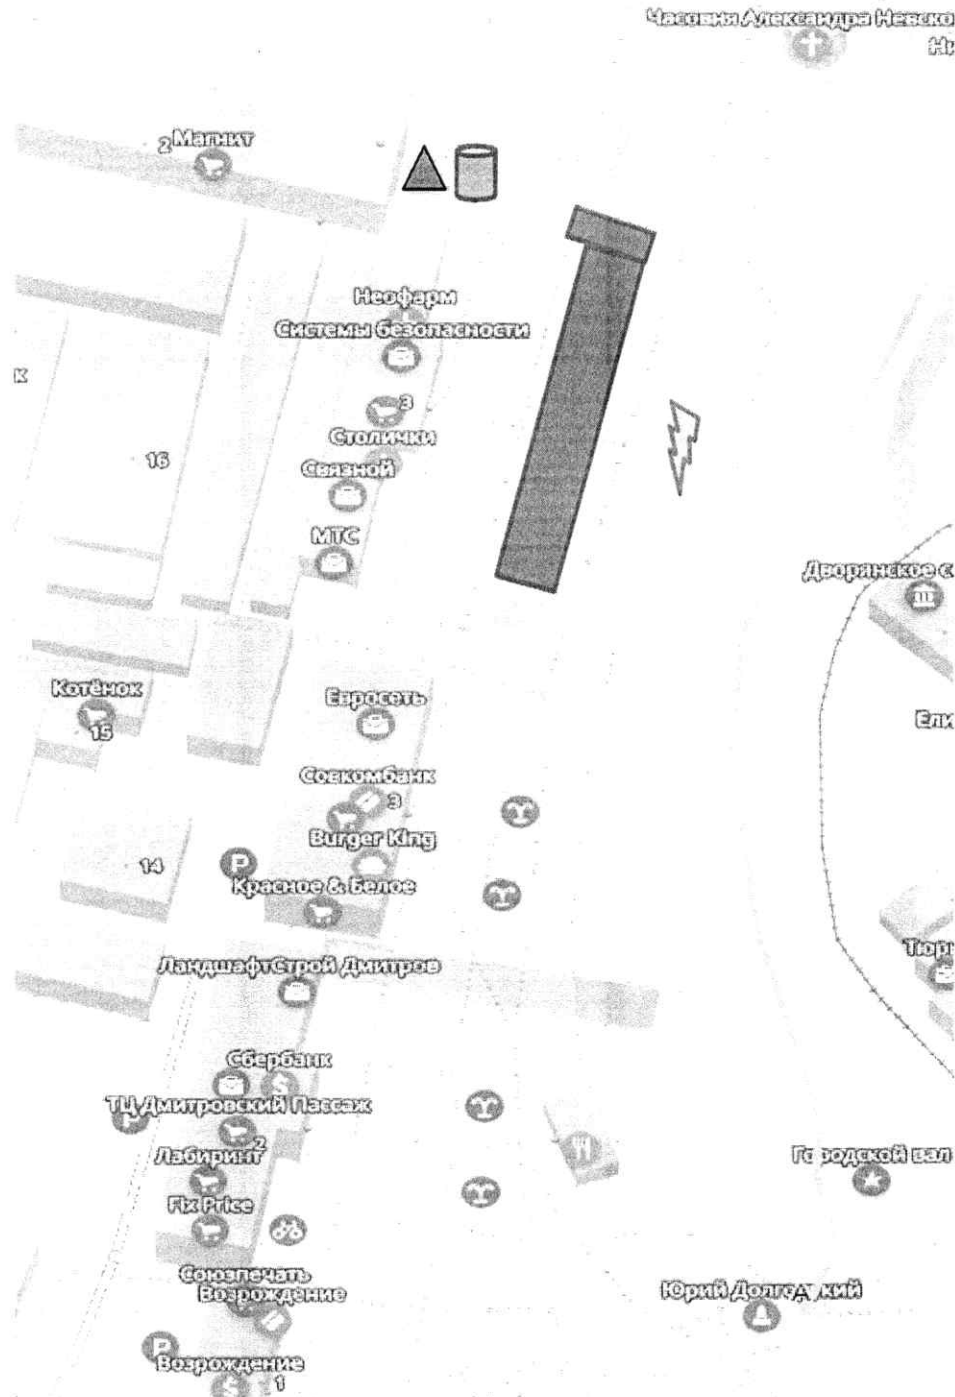 Часовня Александра Невско
Ни
2 Магнит
Неофарм
Системы безопасности
к
3
Столички
16
Связной
МТС
Дворянское с
Котёнок
15
Евросеть
Ели
Совкомбанк
3
Burger King
14
P
Красное & Белое
Тюр
ЛандшафтСтрой Дмитров
Сбербанк
$
ТЦ Дмитровский Пассаж
P
2
Лабиринт
Городской вал
Fix Price
Союзпечать
Возрождение
Юрий Долгорукий
P
Возрождение
$
1